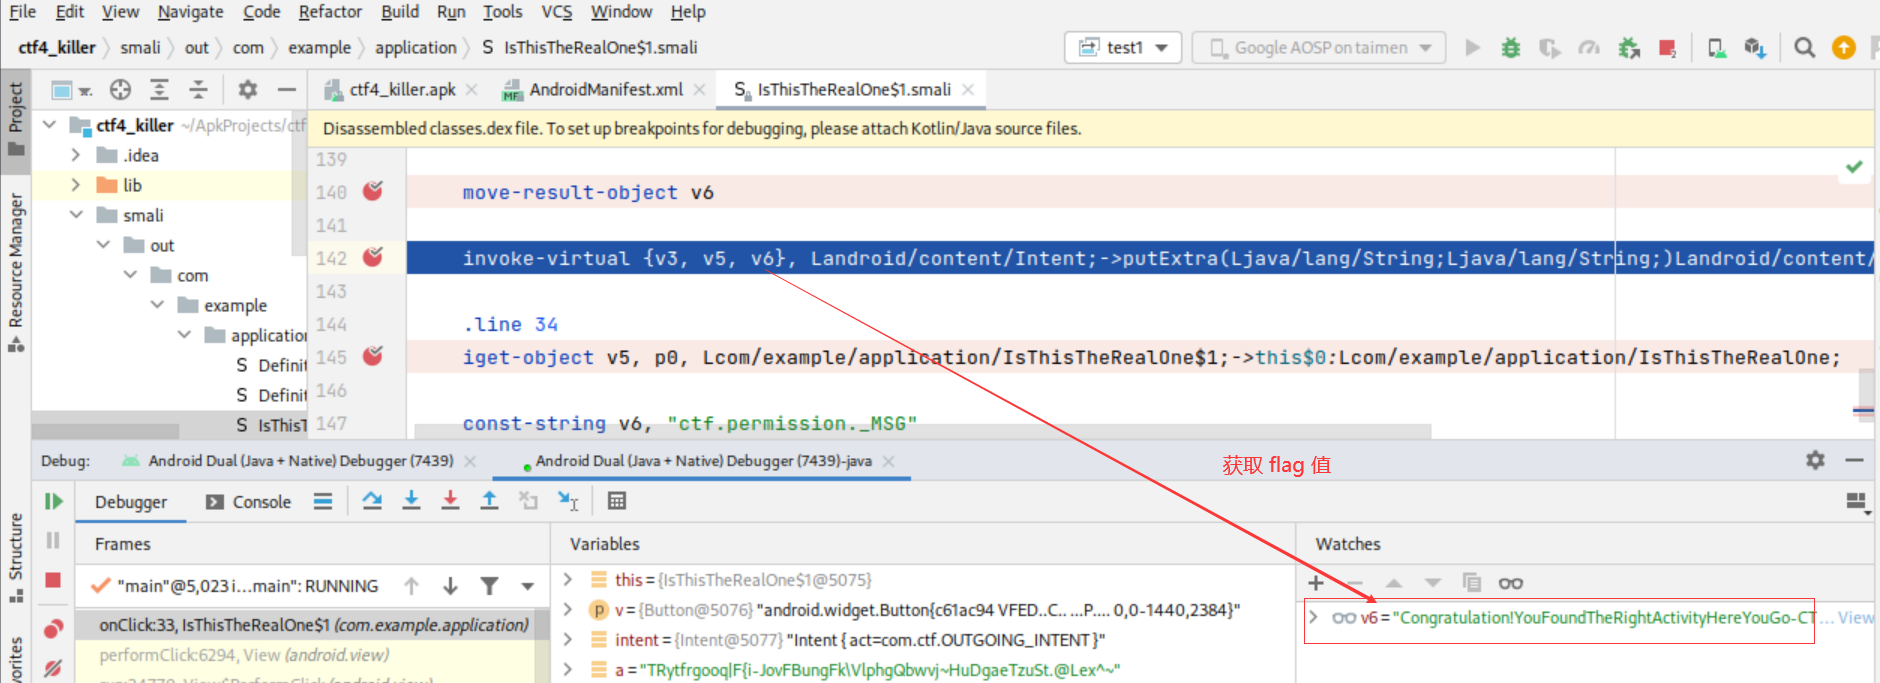 File Edit View Navigate Code Refactor Build Run Tools VCS Window Help
ctf4_killer smali out com example application S IsThisTheRealOne$1.smali test1 Google AOSP on taimen
Project
Resource Manager
Structure
ctf4_killer.apk AndroidManifest.xml IsThisTheRealOne$1.smali
ctf4_killer ~/ApkProjects/ctf
.idea
lib
smali
out
com
example
application
S Definit
S Definit
S IsThisT
Disassembled classes.dex file. To set up breakpoints for debugging, please attach Kotlin/Java source files.
139
140 move-result-object v6
141
142 invoke-virtual {v3, v5, v6}, Landroid/content/Intent;->putExtra(Ljava/lang/String;Ljava/lang/String;)Landroid/content/
143
144 .line 34
145 iget-object v5, p0, Lcom/example/application/IsThisTheRealOne$1;->this$0:Lcom/example/application/IsThisTheRealOne;
146
147 const-string v6, "ctf.permission._MSG"
Debug: Android Dual (Java + Native) Debugger (7439) Android Dual (Java + Native) Debugger (7439)-java
获取 flag 值
Debugger Console
Frames Variables Watches
"main"@5,023 i...main": RUNNING
onClick:33, IsThisTheRealOne$1 (com.example.application)
performClick:6294, View (android.view)
this = {IsThisTheRealOne$1@5075}
v = {Button@5076} "android.widget.Button{c61ac94 VFED..C.. ...P.... 0,0-1440,2384}"
intent = {Intent@5077} "Intent { act=com.ctf.OUTGOING_INTENT }"
a = "TRytfrgooq|F{i-JovFBungFk\VlphgQbwvj~HuDgaeTzuSt.@Lex^~"
v6 = "Congratulation!YouFoundTheRightActivityHereYouGo-CT... View